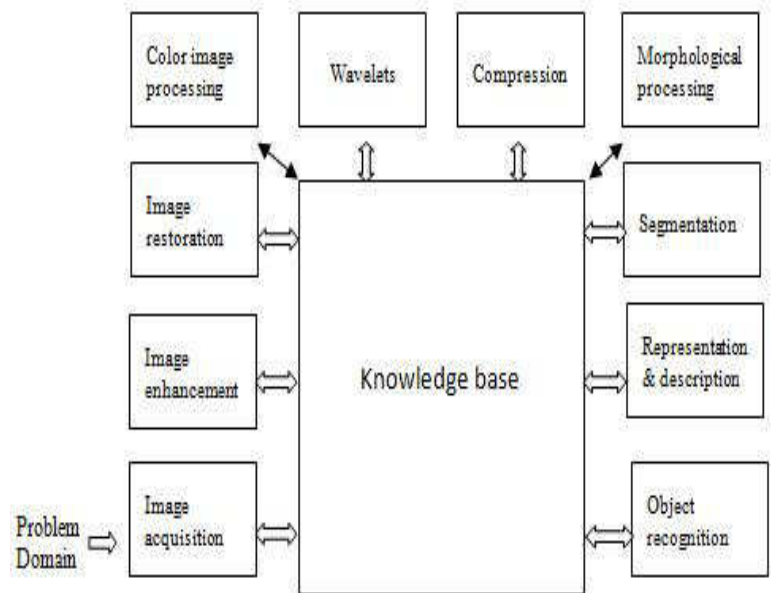 Color image
processing
Wavelets
Compression
Morphological
processing
Image
restoration
Segmentation
Image
enhancement
Knowledge base
Representation
& description
Problem
Domain
Image
acquisition
Object
recognition